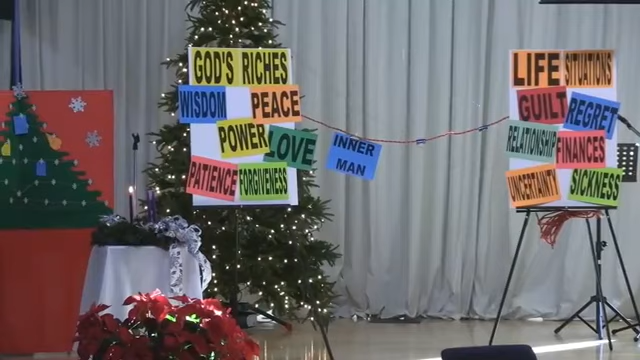 GOD'S RICHES
WISDOM
PEACE
POWER
LOVE
PATIENCE
FORGIVENESS
INNER
MAN
LIFE SITUATIONS
GUILT
REGRET
RELATIONSHIP
FINANCES
UNCERTAINTY
SICKNESS